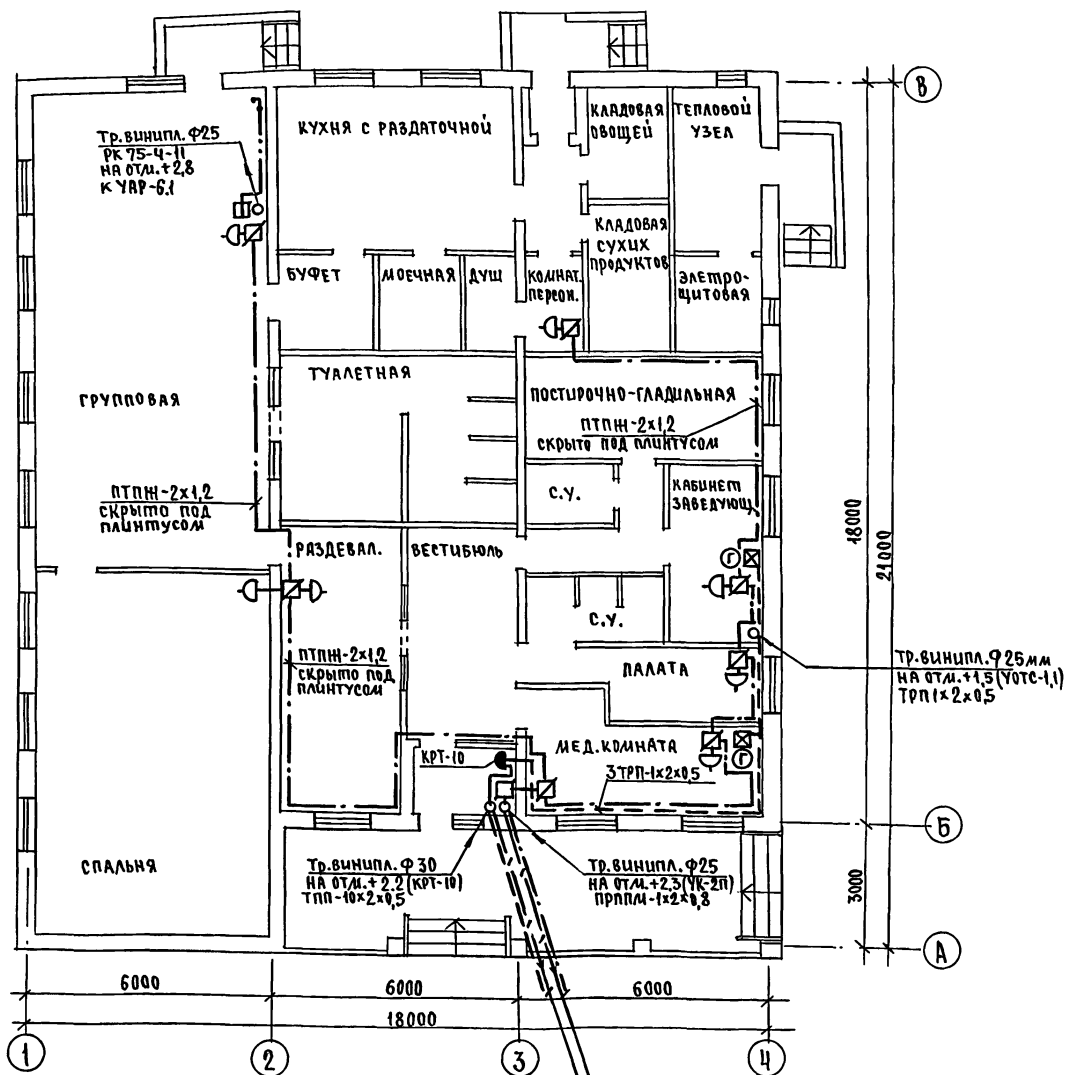 В
КУХНЯ С РАЗДАТОЧНОЙ
КЛАДОВАЯ
ОВОЩЕЙ
ТЕПЛОВОЙ
УЗЕЛ
ТР.ВИНИПЛ. Ф25
РК 75-4-11
НА ОТМ.+2,8
К УАР-6.1
КЛАДОВАЯ
СУХИХ
ПРОДУКТОВ
БУФЕТ
МОЕЧНАЯ
ДУШ
КОМНАТ.
ПЕРСОН.
ЭЛЕТРО-
ЩИТОВАЯ
ТУАЛЕТНАЯ
ГРУППОВАЯ
ПОСТИРОЧНО-ГЛАДИЛЬНАЯ
ПТПЖ-2х1,2
СКРЫТО ПОД ПЛИНТУСОМ
С.У.
КАБИНЕТ
ЗАВЕДУЮЩ.
ПТПЖ-2х1,2
СКРЫТО ПОД
ПЛИНТУСОМ
18000
21000
РАЗДЕВАЛ.
ВЕСТИБЮЛЬ
Г
С.У.
ПТПЖ-2х1,2
СКРЫТО ПОД
ПЛИНТУСОМ
ПАЛАТА
ТР.ВИНИПЛ.Ф25мм
НА ОТМ.+1,5(УОТС-1,1)
ТРП1х2х0,5
МЕД.КОМНАТА
КРТ-10
Г
3ТРП-1х2х0,5
Б
СПАЛЬНЯ
ТР.ВИНИПЛ.Ф30
НА ОТМ.+2.2(КРТ-10)
ТПП-10х2х0,5
ТР.ВИНИПЛ.Ф25
НА ОТМ.+2,3(УК-2П)
ПРППМ-1х2х0,8
3000
А
6000
6000
6000
18000
1
2
3
4